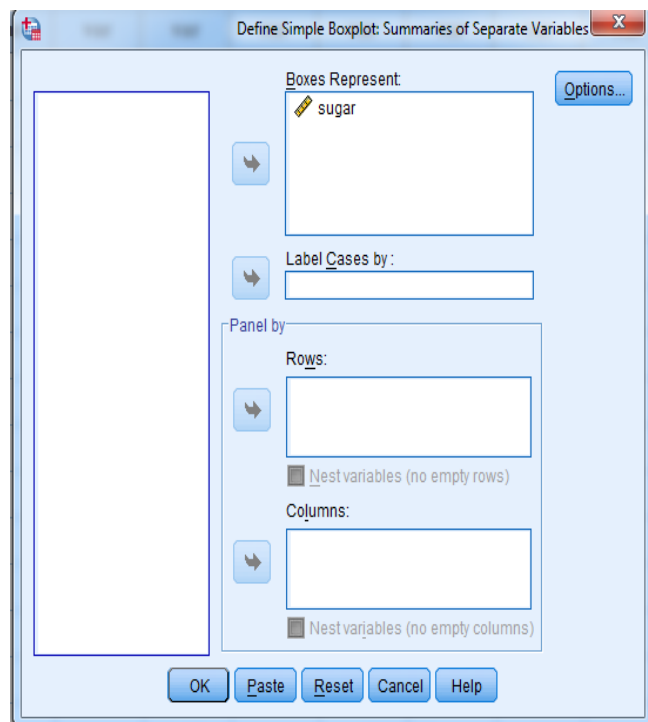 Define Simple Boxplot: Summaries of Separate Variables
X
Boxes Represent:
sugar
Options...
Label Cases by :
Panel by
Rows:
Nest variables (no empty rows)
Columns:
Nest variables (no empty columns)
OK
Paste
Reset
Cancel
Help